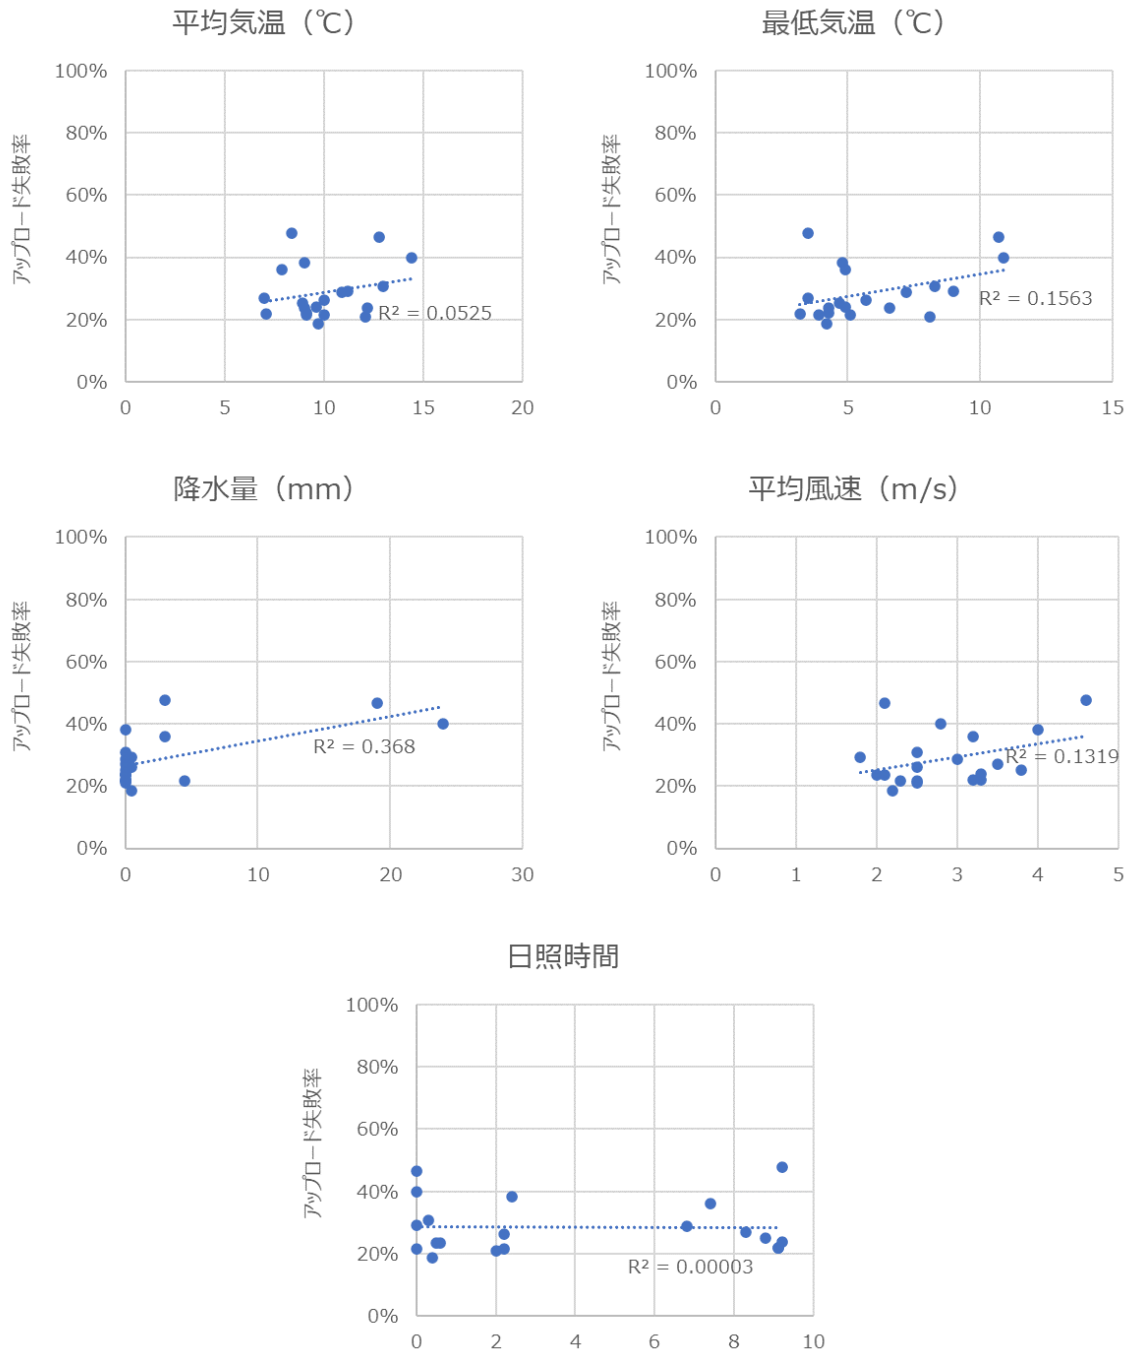 平均気温（℃）
100%
80%
60%
40%
20%
0%
アップロード失敗率
R² = 0.0525
0 5 10 15 20
最低気温（℃）
100%
80%
60%
40%
20%
0%
アップロード失敗率
R² = 0.1563
0 5 10 15
降水量（mm）
100%
80%
60%
40%
20%
0%
アップロード失敗率
R² = 0.368
0 10 20 30
平均風速（m/s）
100%
80%
60%
40%
20%
0%
アップロード失敗率
R² = 0.1319
0 1 2 3 4 5
日照時間
100%
80%
60%
40%
20%
0%
アップロード失敗率
R² = 0.00003
0 2 4 6 8 10